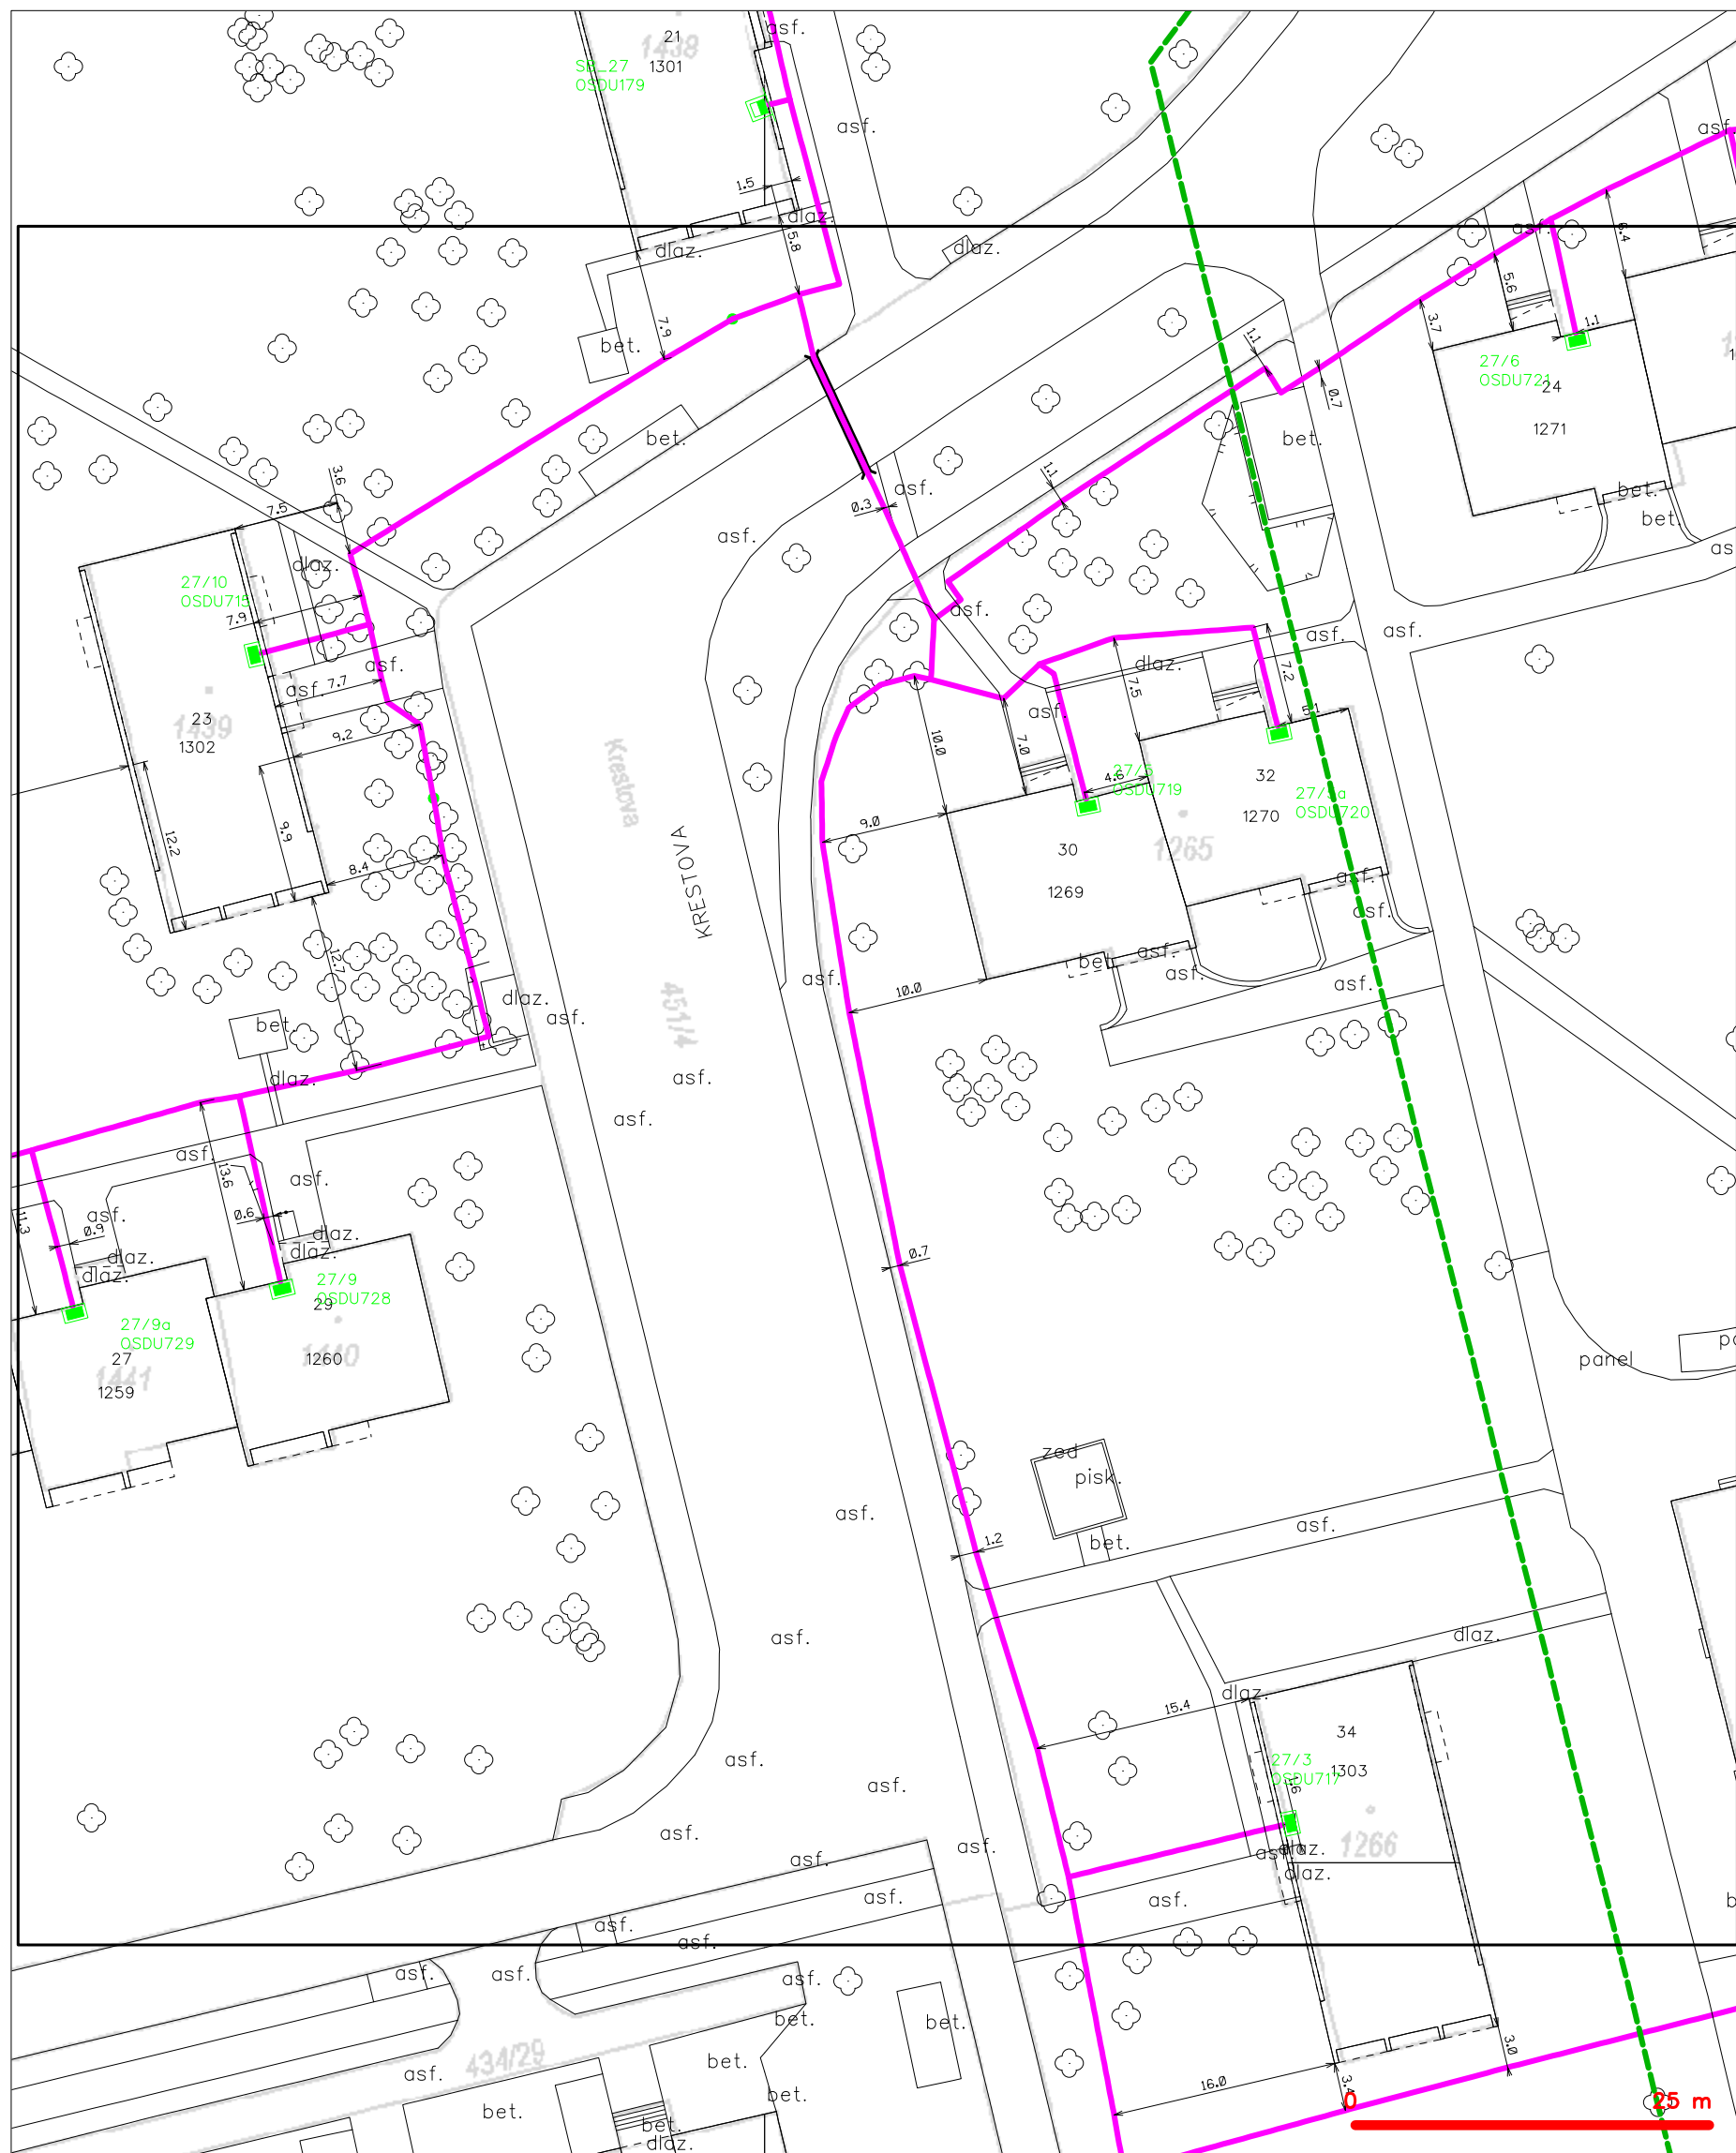 asf.
21
1438
1301
SB_27
OSDU179
asf.
asf.
1.5
dlaz.
5.8
dlaz.
dlaz.
asf.
6.4
5.6
7.9
bet.
3.7
1.1
1.1
27/6
OSDU721
24
0.7
1271
bet.
bet.
3.6
7.5
1.1
asf.
0.3
bet.
bet.
asf.
dlaz.
27/10
OSDU715
7.9
asf.
asf.
asf.
asf.
dlaz.
7.2
7.5
asf.
7.7
5.1
asf.
23
1439
1302
9.2
10.0
7.0
27/5
OSDU719
4.6
32
27/5a
OSDU720
1270
Krestova
KRESTOVA
9.0
30
1265
1269
12.2
9.9
8.4
asf.
asf.
12.7
bet.
asf.
asf.
asf.
asf.
10.0
dlaz.
asf.
bet.
451/4
dlaz.
asf.
asf.
asf.
13.6
asf.
asf.
11.3
0.9
0.6
dlaz.
dlaz.
dlaz.
dlaz.
0.7
27/9
OSDU728
29
27/9a
OSDU729
27
1440
1260
1441
1259
panel
zed
pisk.
asf.
asf.
bet.
1.2
asf.
dlaz.
dlaz.
15.4
34
27/3
OSDU717
1303
1.6
asf.
asf.
asf.
1266
asf.
asf.
asf.
dlaz.
dlaz.
asf.
asf.
asf.
asf.
asf.
asf.
asf.
bet.
bet.
434/29
asf.
bet.
bet.
bet.
bet.
dlaz.
16.0
3.4
3.0
0 25 m